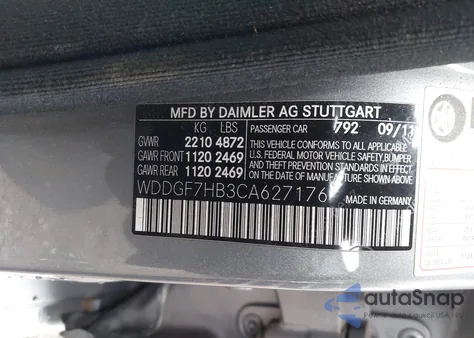 MFD BY DAIMLER AG STUTTGART
KG LBS PASSENGER CAR 792 09/11
GVWR 2210 4872 THIS VEHICLE CONFORMS TO ALL APPLICABLE
GAWR FRONT 1120 2469 U.S. FEDERAL MOTOR VEHICLE SAFETY, BUMPER
GAWR REAR 1120 2469 AND THEFT PREVENTION STANDARDS IN EFFECT
ON THE DATE OF MANUFACTURE SHOWN ABOVE.
WDDGF7HB3CA627176
MADE IN GERMANY
autoSnap